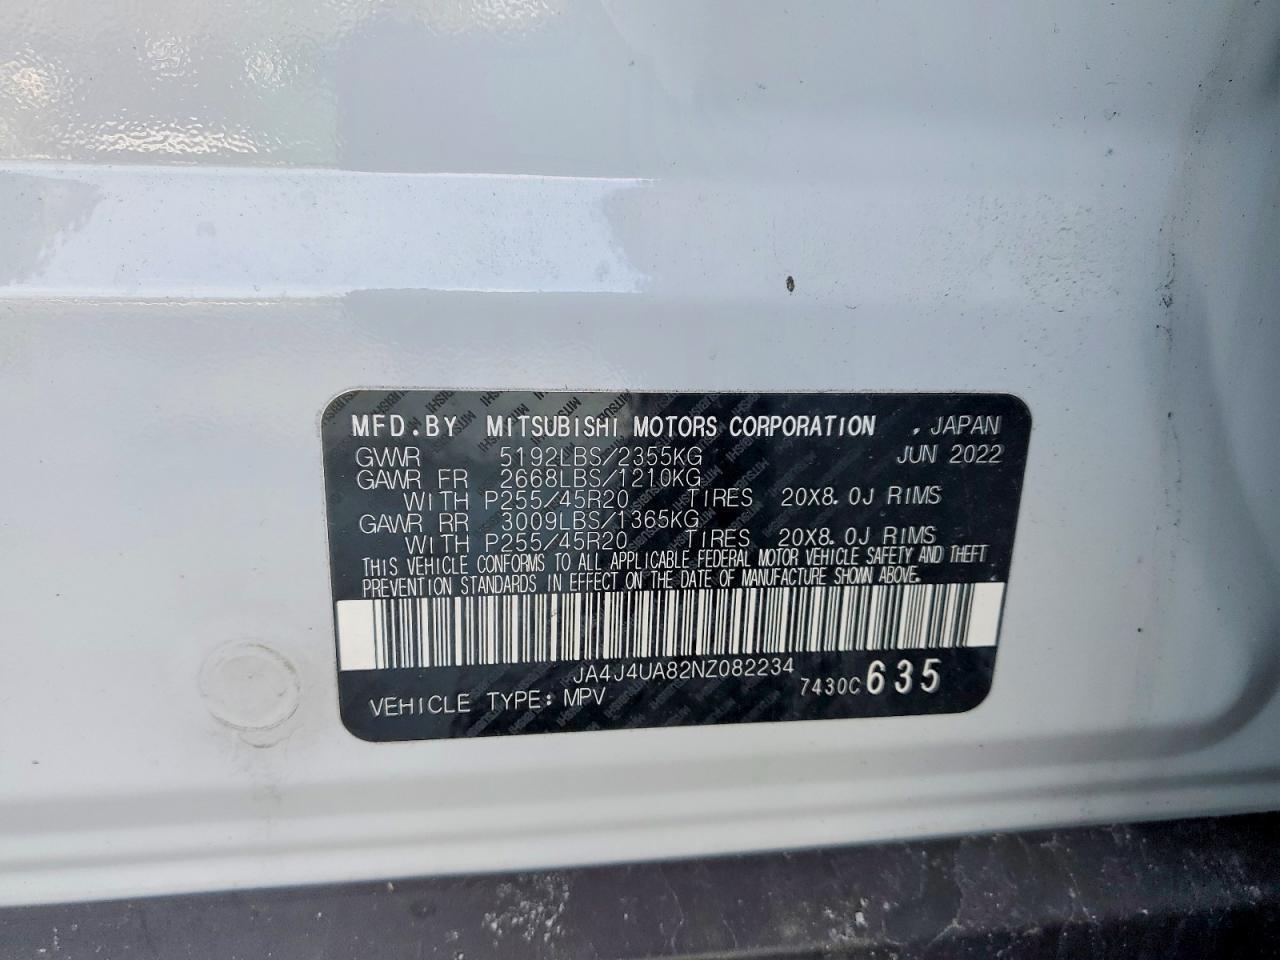 MFD.BY MITSUBISHI MOTORS CORPORATION , JAPAN
GVWR 5192LBS/2355KG JUN 2022
GAWR FR 2668LBS/1210KG
WITH P255/45R20 TIRES 20X8.0J RIMS
GAWR RR 3009LBS/1365KG
WITH P255/45R20 TIRES 20X8.0J RIMS
THIS VEHICLE CONFORMS TO ALL APPLICABLE FEDERAL MOTOR VEHICLE SAFETY AND THEFT
PREVENTION STANDARDS IN EFFECT ON THE DATE OF MANUFACTURE SHOWN ABOVE.
JA4J4UA82NZ082234
VEHICLE TYPE: MPV 7430C 635